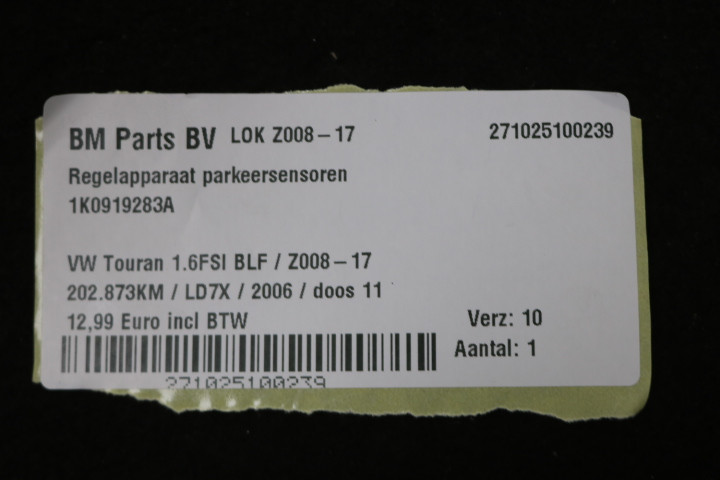 BM Parts BV LOK Z008-17 271025100239
Regelapparaat parkeersensoren
1K0919283A
VW Touran 1.6FSI BLF / Z008-17
202.873KM / LD7X / 2006 / doos 11
12,99 Euro incl BTW Verz: 10
Aantal: 1
271025100239